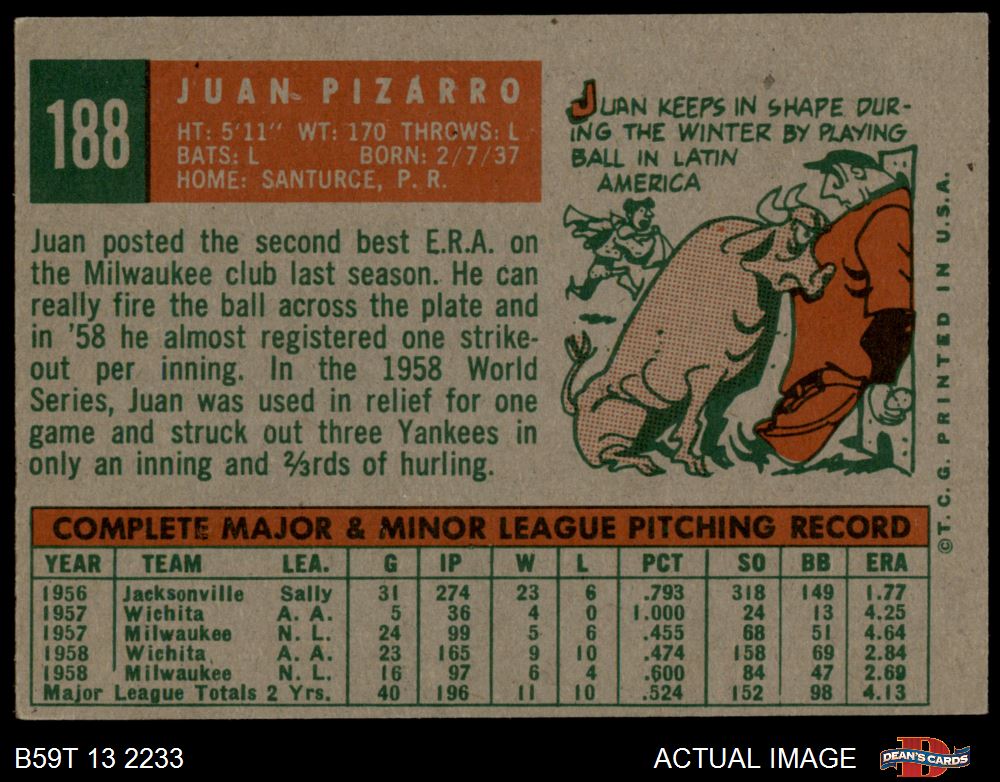 188
JUAN PIZARRO
HT: 5'11" WT: 170 THROWS: L
BATS: L BORN: 2/7/37
HOME: SANTURCE, P. R.
Juan posted the second best E.R.A. on
the Milwaukee club last season. He can
really fire the ball across the plate and
in '58 he almost registered one strike-
out per inning. In the 1958 World
Series, Juan was used in relief for one
game and struck out three Yankees in
only an inning and ⅔rds of hurling.
JUAN KEEPS IN SHAPE DUR-
ING THE WINTER BY PLAYING
BALL IN LATIN
AMERICA
© T. C. G. PRINTED IN U.S.A.
COMPLETE MAJOR & MINOR LEAGUE PITCHING RECORD
YEAR TEAM LEA. G IP W L PCT SO BB ERA
1956 Jacksonville Sally 31 274 23 6 .793 318 149 1.77
1957 Wichita A. A. 5 36 4 0 1.000 24 13 4.25
1957 Milwaukee N. L. 24 99 5 6 .455 68 51 4.64
1958 Wichita A. A. 23 165 9 10 .474 158 69 2.84
1958 Milwaukee N. L. 16 97 6 4 .600 84 47 2.69
Major League Totals 2 Yrs. 40 196 11 10 .524 152 98 4.13
B59T 13 2233
ACTUAL IMAGE
DEAN'S CARDS